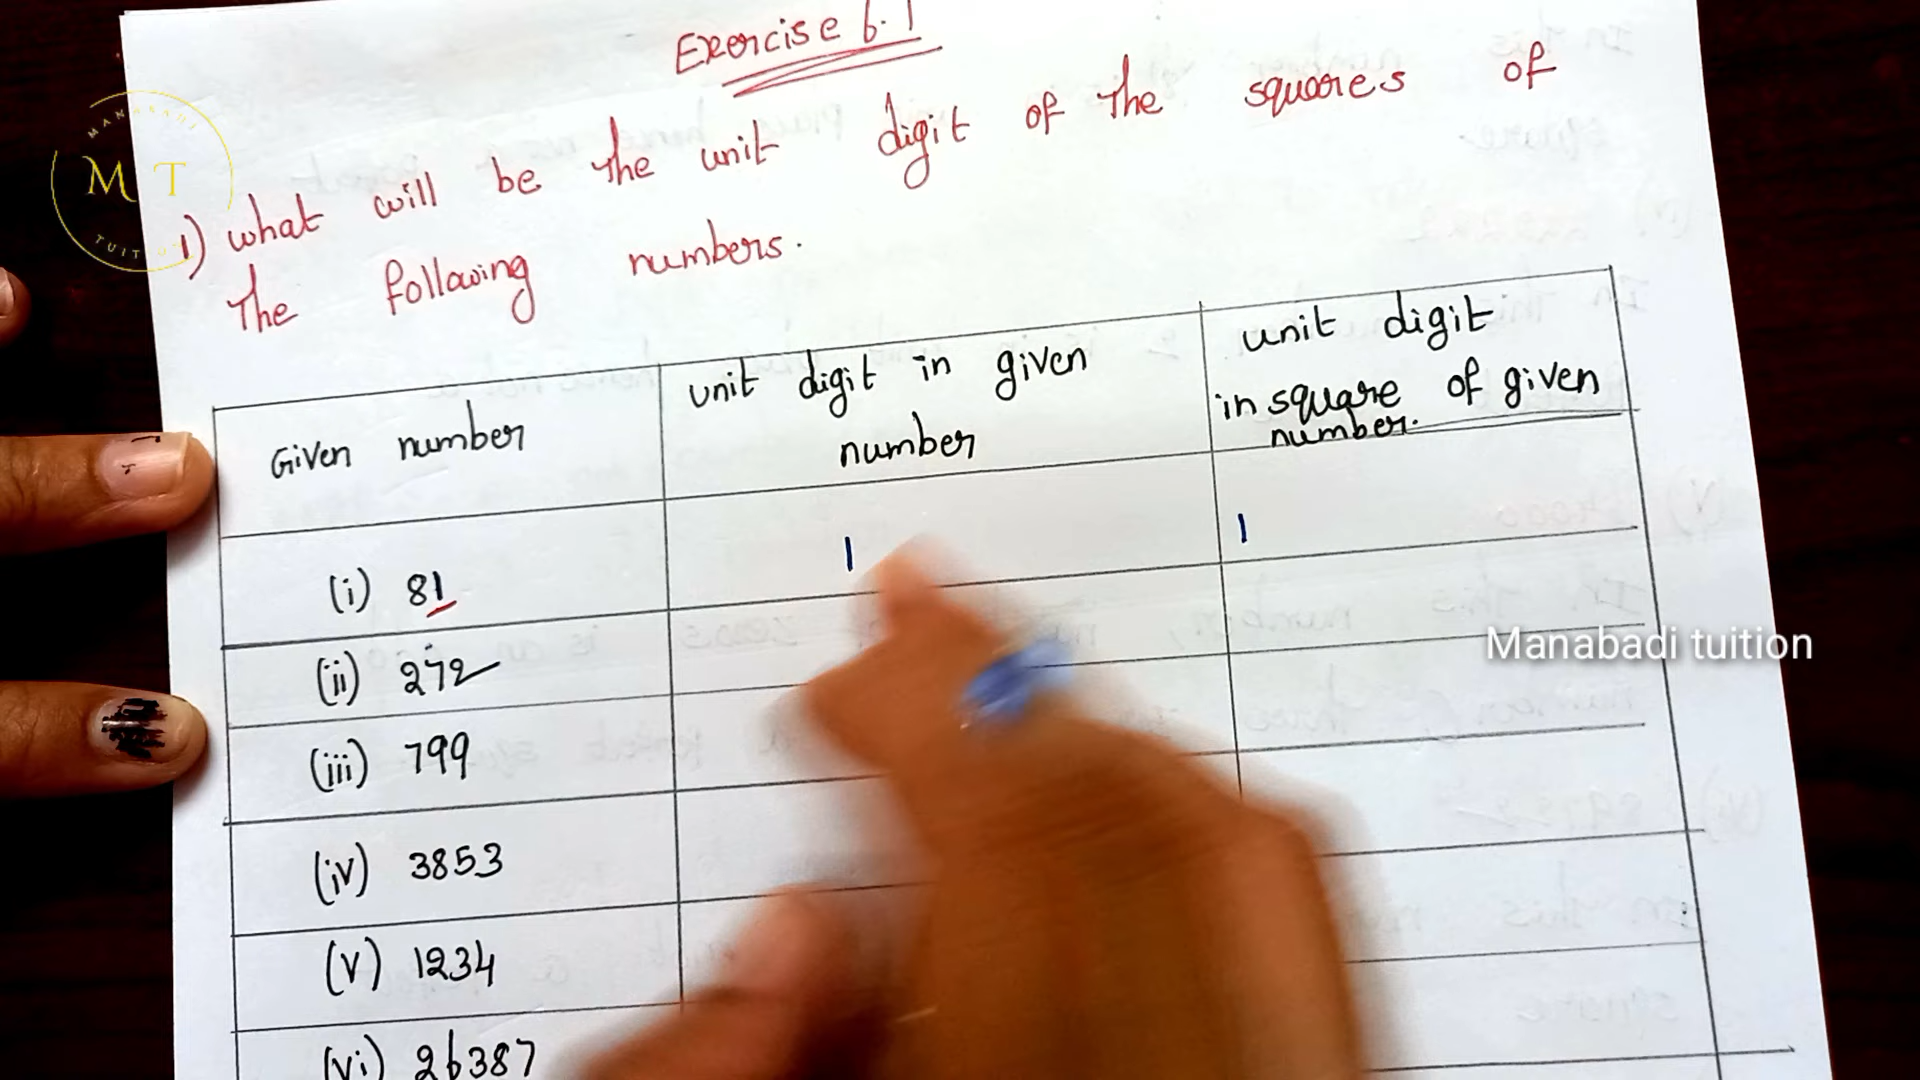 Exercise 6.1
1) what will be the unit digit of the squares of
the following numbers.
Given number
unit digit in given
number
unit digit
in square of given
number.
(i) 81
1
1
(ii) 272
(iii) 799
(iv) 3853
(v) 1234
(vi) 26387
MANABADI
M T
Manabadi tuition